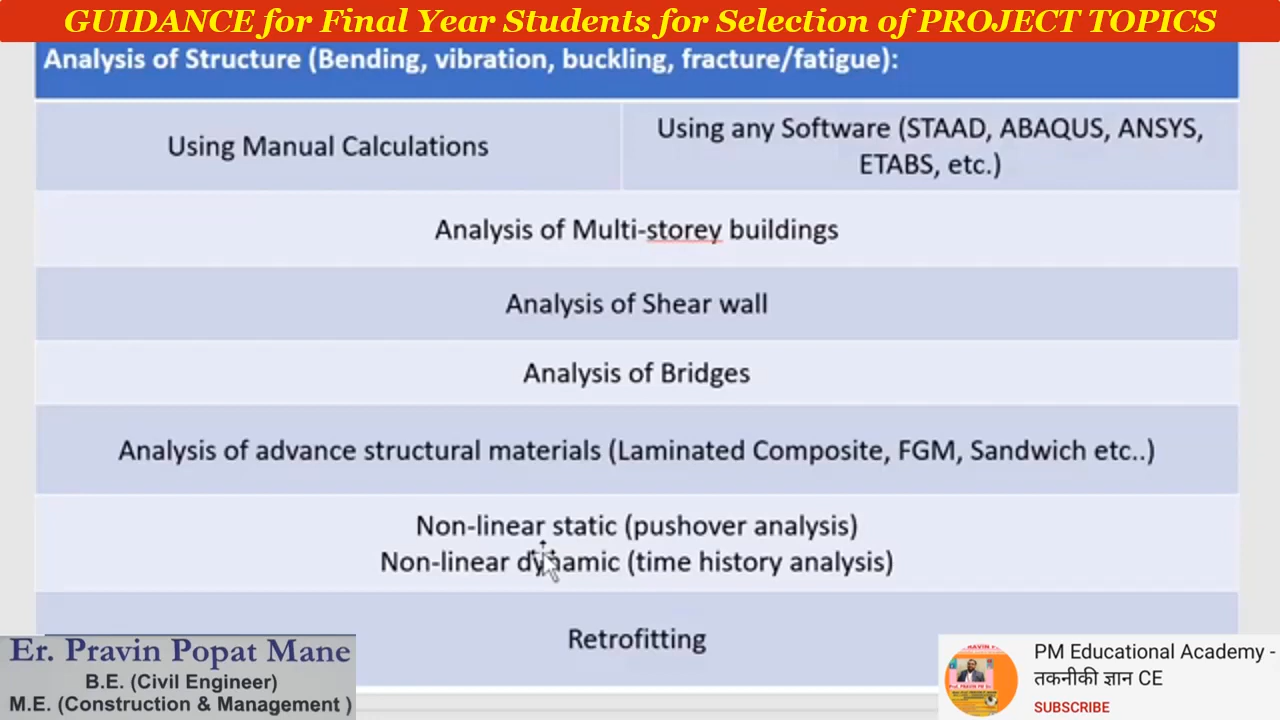 GUIDANCE for Final Year Students for Selection of PROJECT TOPICS
Analysis of Structure (Bending, vibration, buckling, fracture/fatigue):
Using Manual Calculations
Using any Software (STAAD, ABAQUS, ANSYS,
ETABS, etc.)
Analysis of Multi-storey buildings
Analysis of Shear wall
Analysis of Bridges
Analysis of advance structural materials (Laminated Composite, FGM, Sandwich etc..)
Non-linear static (pushover analysis)
Non-linear dynamic (time history analysis)
Retrofitting
Er. Pravin Popat Mane
B.E. (Civil Engineer)
M.E. (Construction & Management )
PM Educational Academy -
तकनीकी ज्ञान CE
SUBSCRIBE